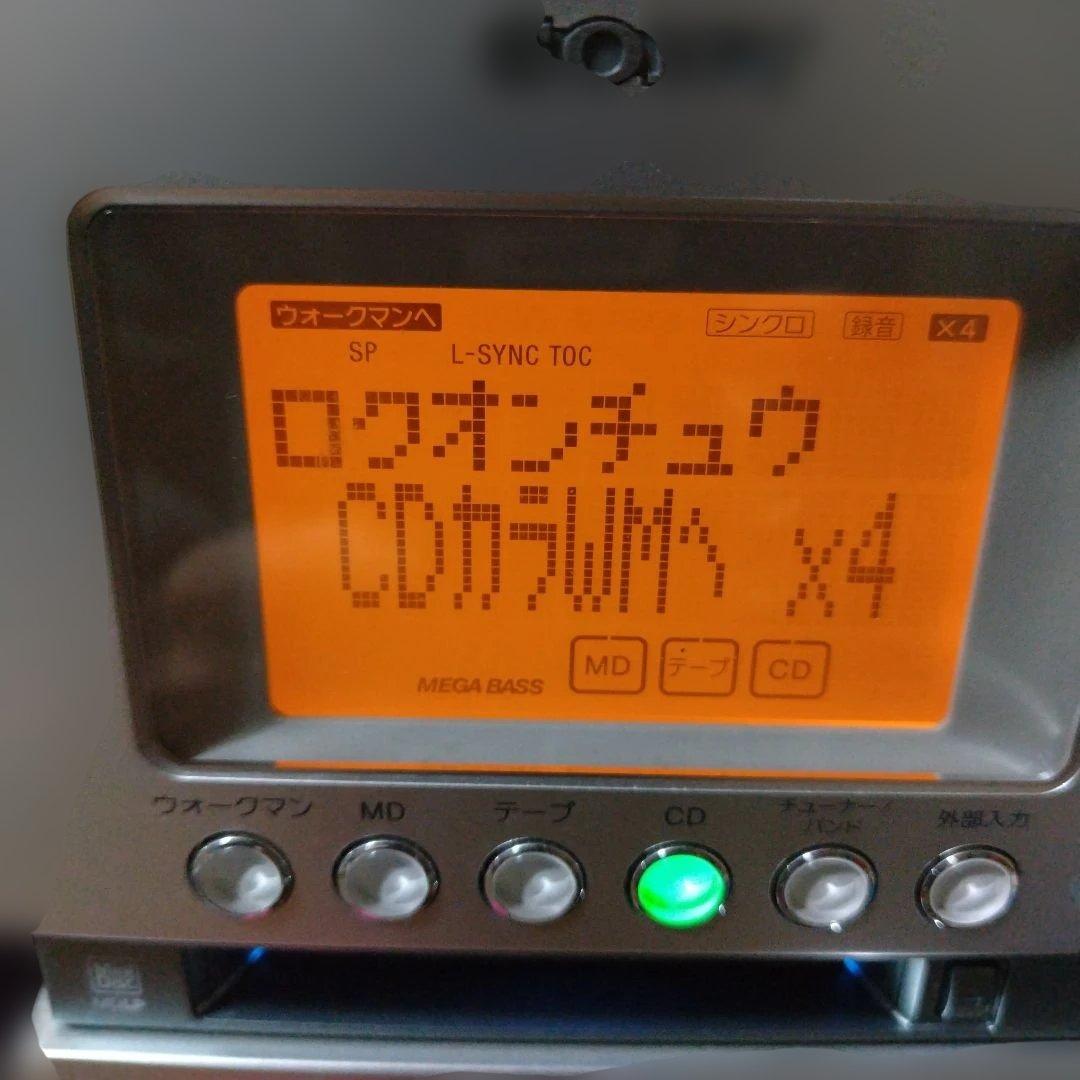 ウォークマンへ シンクロ 録音 X4
SP L-SYNC TOC
ロクオンチュウ
CDカラWMヘ x4
MEGA BASS MD テープ CD
ウォークマン MD テープ CD チューナー/バンド 外部入力